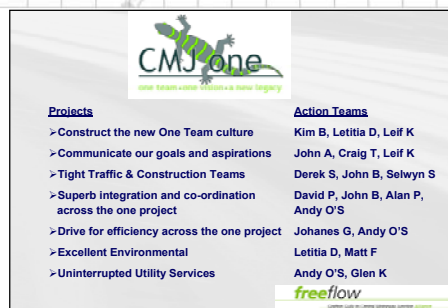 CMJ one
one team•one vision•a new legacy
Projects Action Teams
➢Construct the new One Team culture Kim B, Letitia D, Leif K
➢Communicate our goals and aspirations John A, Craig T, Leif K
➢Tight Traffic & Construction Teams Derek S, John B, Selwyn S
➢Superb integration and co-ordination David P, John B, Alan P,
across the one project Andy O'S
➢Drive for efficiency across the one project Johanes G, Andy O'S
➢Excellent Environmental Letitia D, Matt F
➢Uninterrupted Utility Services Andy O'S, Glen K
freeflow